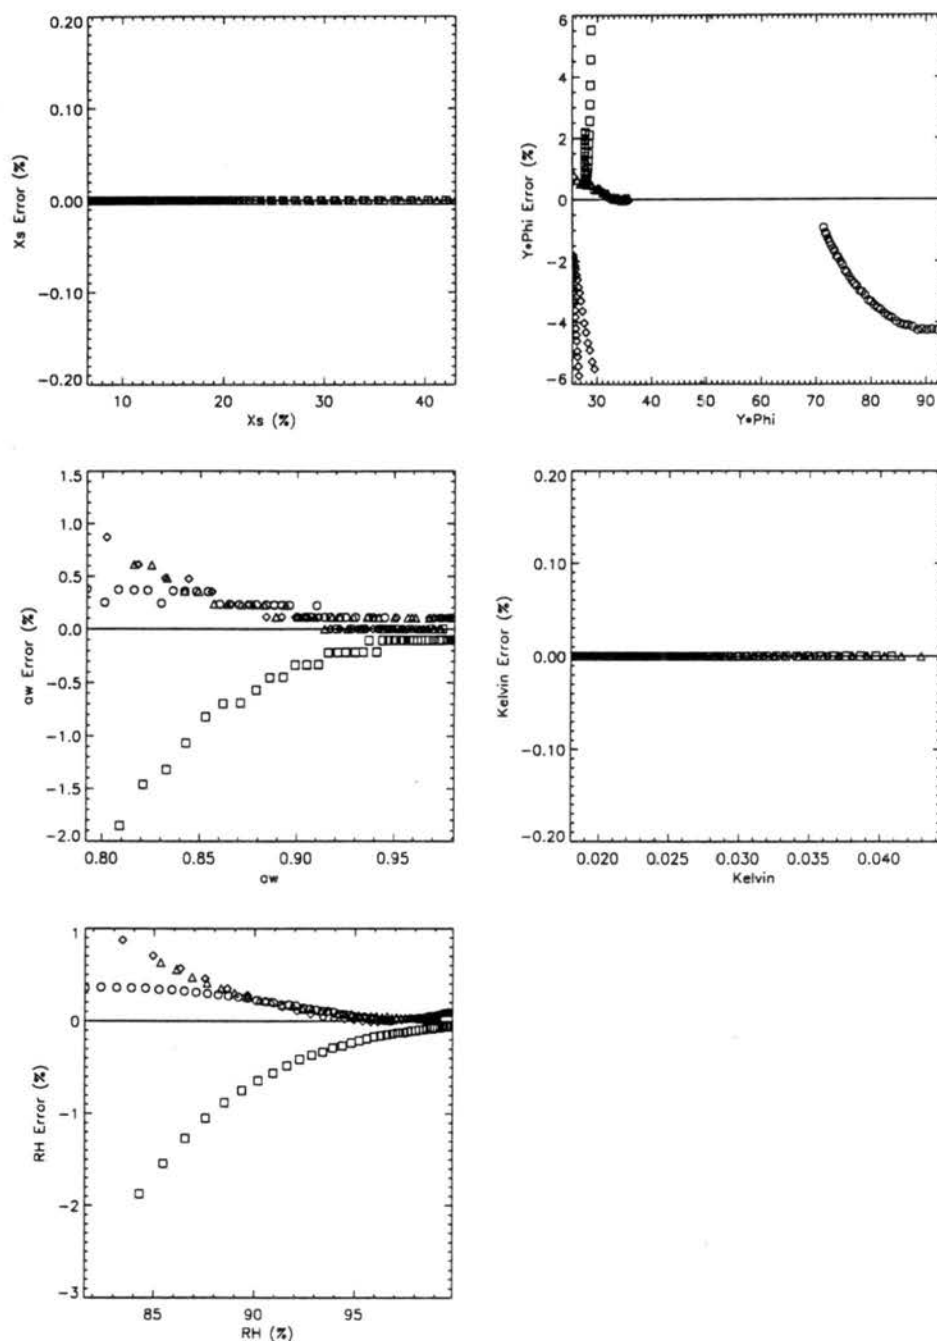 0.20
0.10
0.00
−0.10
−0.20
Xs Error (%)
10 20 30 40
Xs (%)
6
4
2
0
−2
−4
−6
Y•Phi Error (%)
30 40 50 60 70 80 90
Y•Phi
1.5
1.0
0.5
0.0
−0.5
−1.0
−1.5
−2.0
aw Error (%)
0.80 0.85 0.90 0.95
aw
0.20
0.10
0.00
−0.10
−0.20
Kelvin Error (%)
0.020 0.025 0.030 0.035 0.040
Kelvin
1
0
−1
−2
−3
RH Error (%)
85 90 95
RH (%)